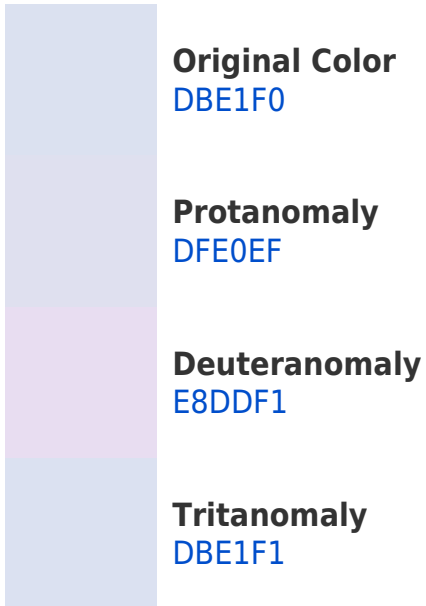 Original Color
DBE1F0
Protanomaly
DFE0EF
Deuteranomaly
E8DDF1
Tritanomaly
DBE1F1